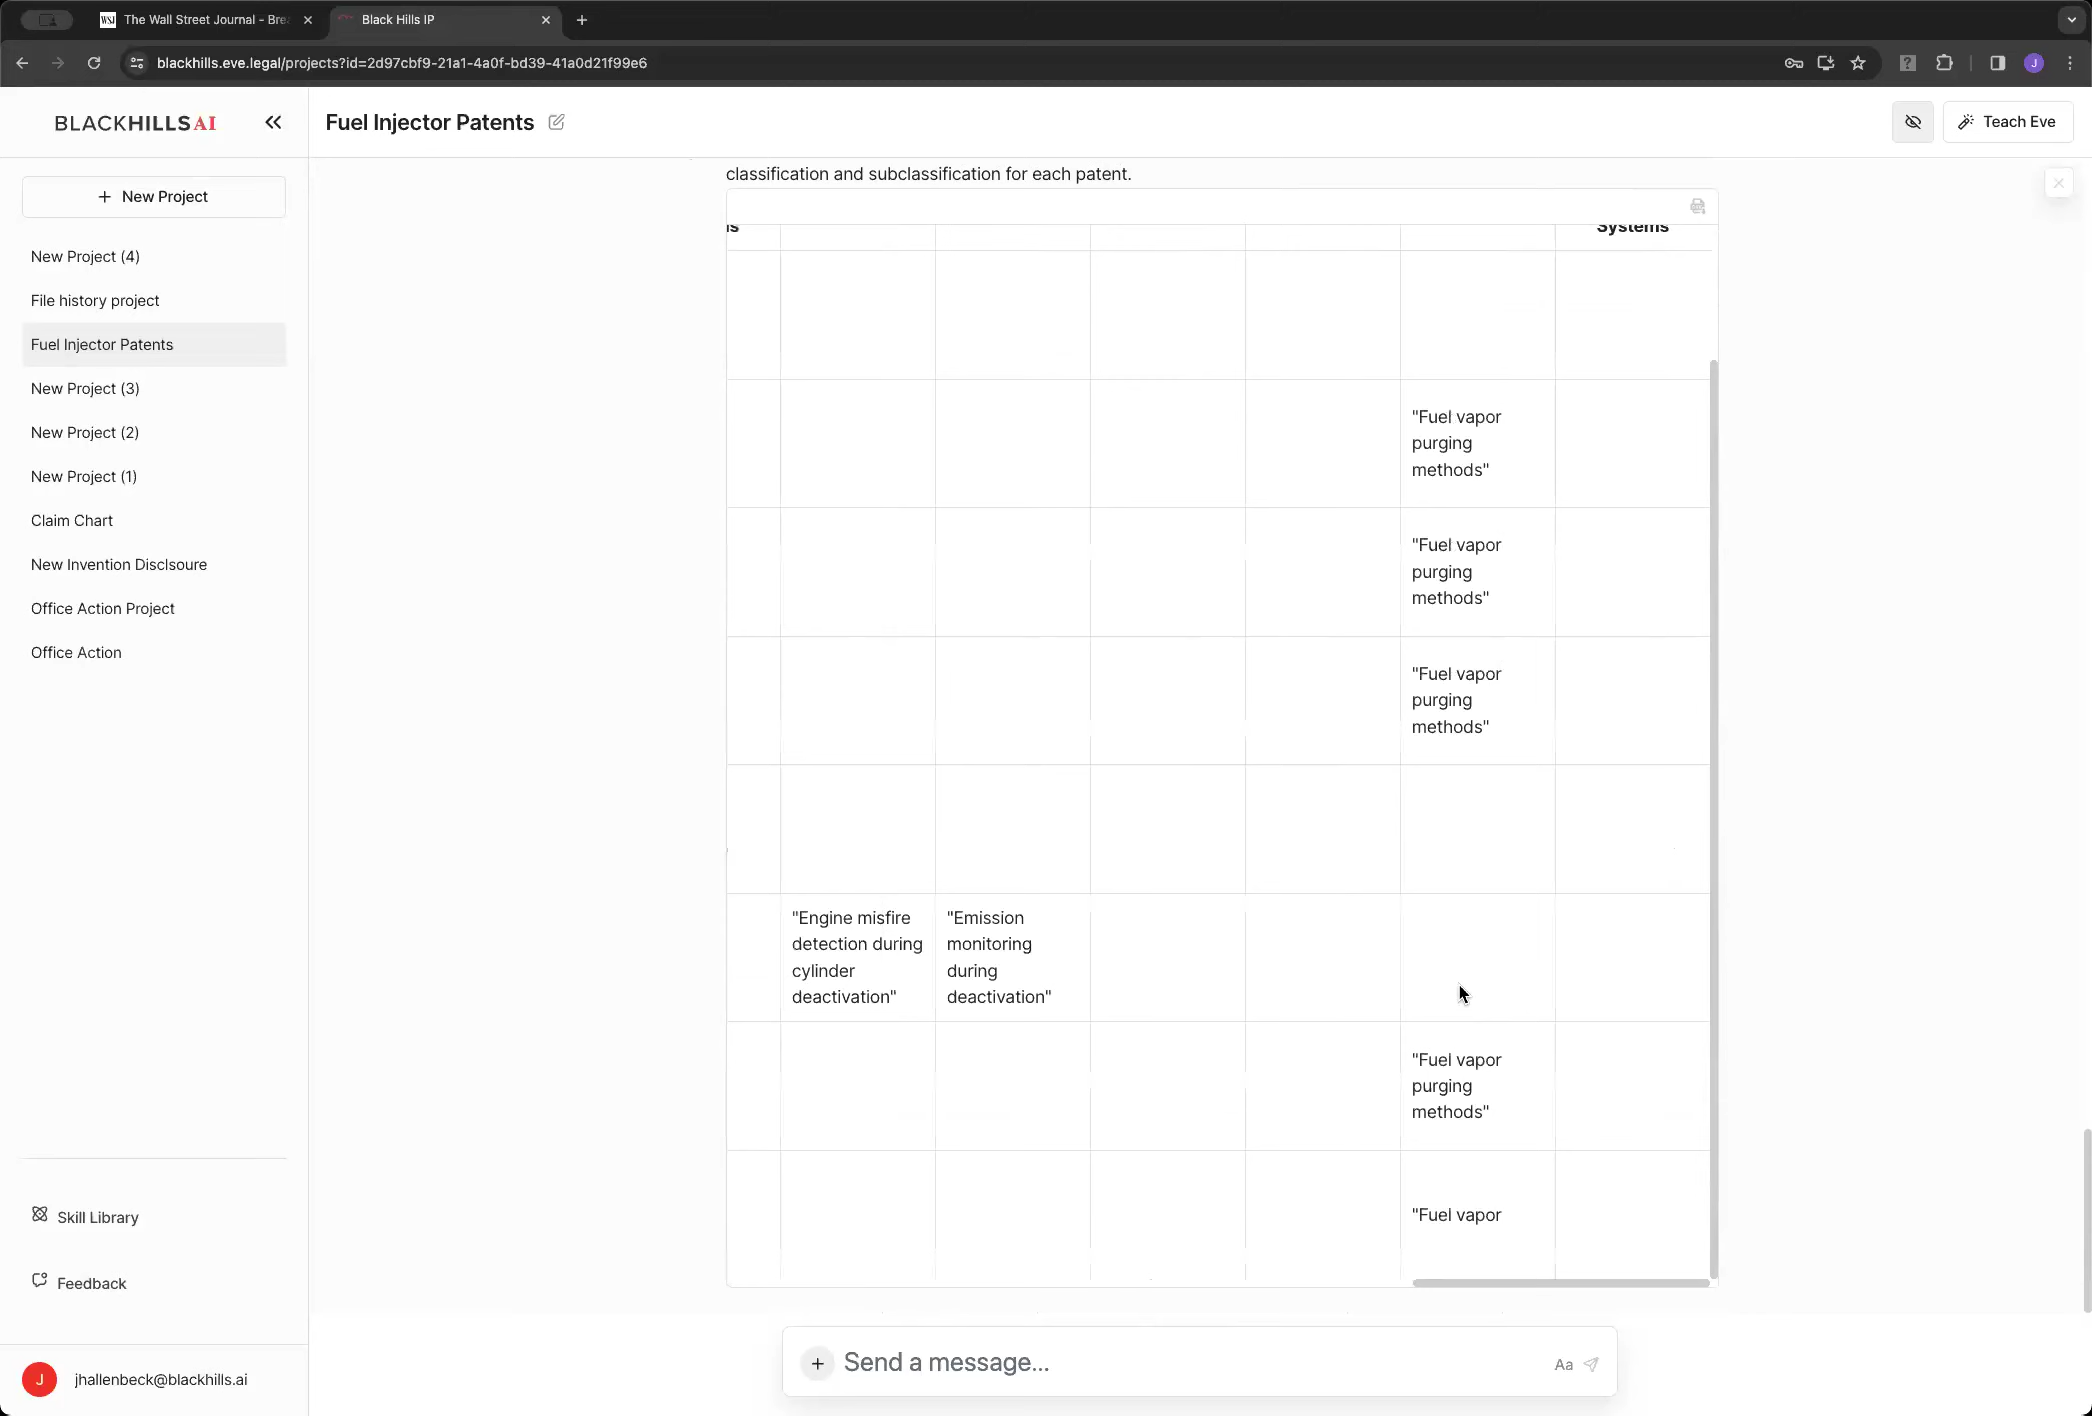 The Wall Street Journal - Bre
Black Hills IP
blackhills.eve.legal/projects?id=2d97cbf9-21a1-4a0f-bd39-41a0d21f99e6
J
BLACKHILLS AI
Fuel Injector Patents
Teach Eve
New Project
New Project (4)
File history project
Fuel Injector Patents
New Project (3)
New Project (2)
New Project (1)
Claim Chart
New Invention Disclsoure
Office Action Project
Office Action
Skill Library
Feedback
J
jhallenbeck@blackhills.ai
classification and subclassification for each patent.
Systems
"Fuel vapor
purging
methods"
"Fuel vapor
purging
methods"
"Fuel vapor
purging
methods"
"Engine misfire
detection during
cylinder
deactivation"
"Emission
monitoring
during
deactivation"
"Fuel vapor
purging
methods"
"Fuel vapor
Send a message...
Aa